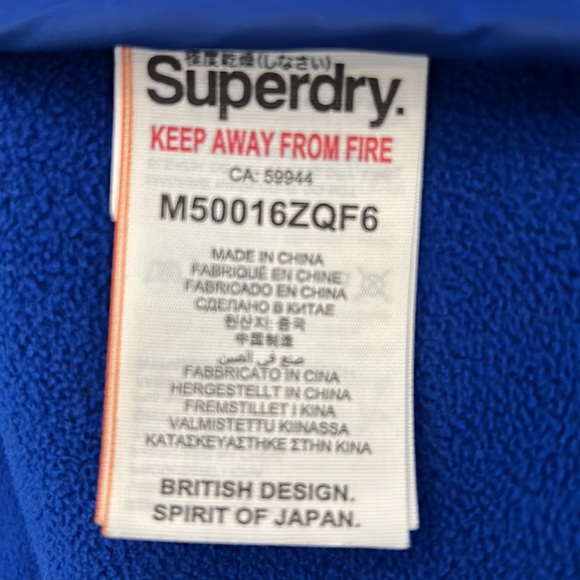 極度乾燥(しなさい)
Superdry.
KEEP AWAY FROM FIRE
CA: 59944
M50016ZQF6
MADE IN CHINA
FABRIQUÉ EN CHINE
FABRICADO EN CHINA
СДЕЛАНО В КИТАЕ
원산지: 중국
中国制造
صنع في الصين
FABBRICATO IN CINA
HERGESTELLT IN CHINA
FREMSTILLET I KINA
VALMISTETTU KIINASSA
ΚΑΤΑΣΚΕΥΑΣΤΗΚΕ ΣΤΗΝ ΚΙΝΑ
BRITISH DESIGN.
SPIRIT OF JAPAN.